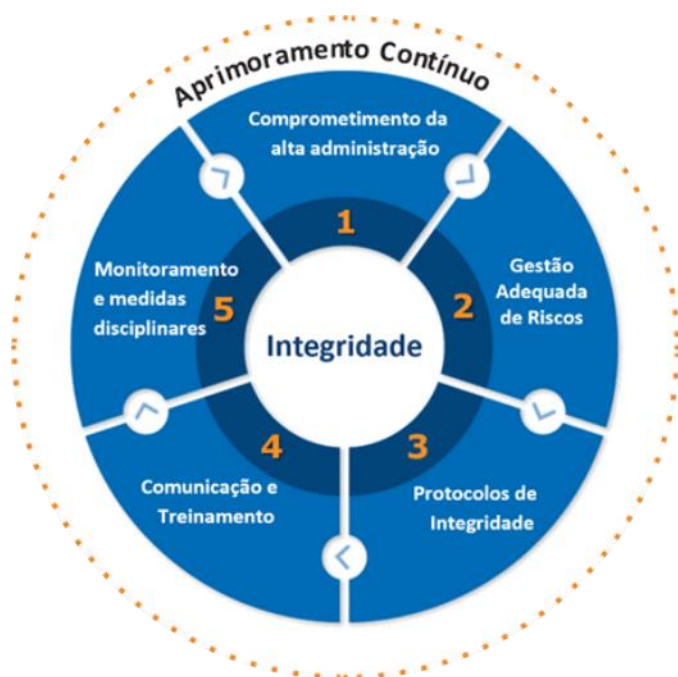 Aprimoramento Contínuo
Comprometimento da
alta administração
1
Gestão
Adequada
de Riscos
2
Protocolos de
Integridade
3
Comunicação e
Treinamento
4
Monitoramento
e medidas
disciplinares
5
Integridade